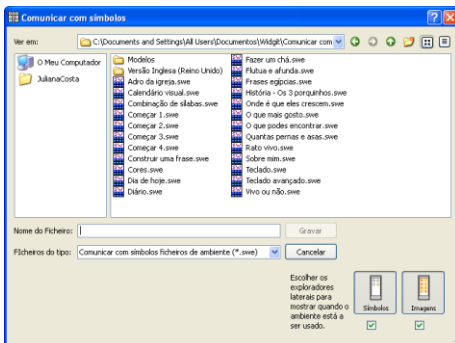 Comunicar com símbolos
Ver em:
C:\Documents and Settings\All Users\Documentos\Widgit\Comunicar com
O Meu Computador
JulianaCosta
Modelos
Versão Inglesa (Reino Unido)
Adro da igreja.swe
Calendário visual.swe
Combinação de sílabas.swe
Começar 1.swe
Começar 2.swe
Começar 3.swe
Começar 4.swe
Construir uma frase.swe
Cores.swe
Dia de hoje.swe
Diário.swe
Fazer um chá.swe
Flutua e afunda.swe
Frases egípcias.swe
História - Os 3 porquinhos.swe
Onde é que eles crescem.swe
O que mais gosto.swe
O que podes encontrar.swe
Quantas pernas e asas.swe
Rato vivo.swe
Sobre mim.swe
Teclado.swe
Teclado avançado.swe
Vivo ou não.swe
Nome do Ficheiro:
Gravar
FIcheiros do tipo:
Comunicar com símbolos ficheiros de ambiente (*.swe)
Cancelar
Escolher os
exploradores
laterais para
mostrar quando o
ambiente está a
ser usado.
Símbolos
Imagens